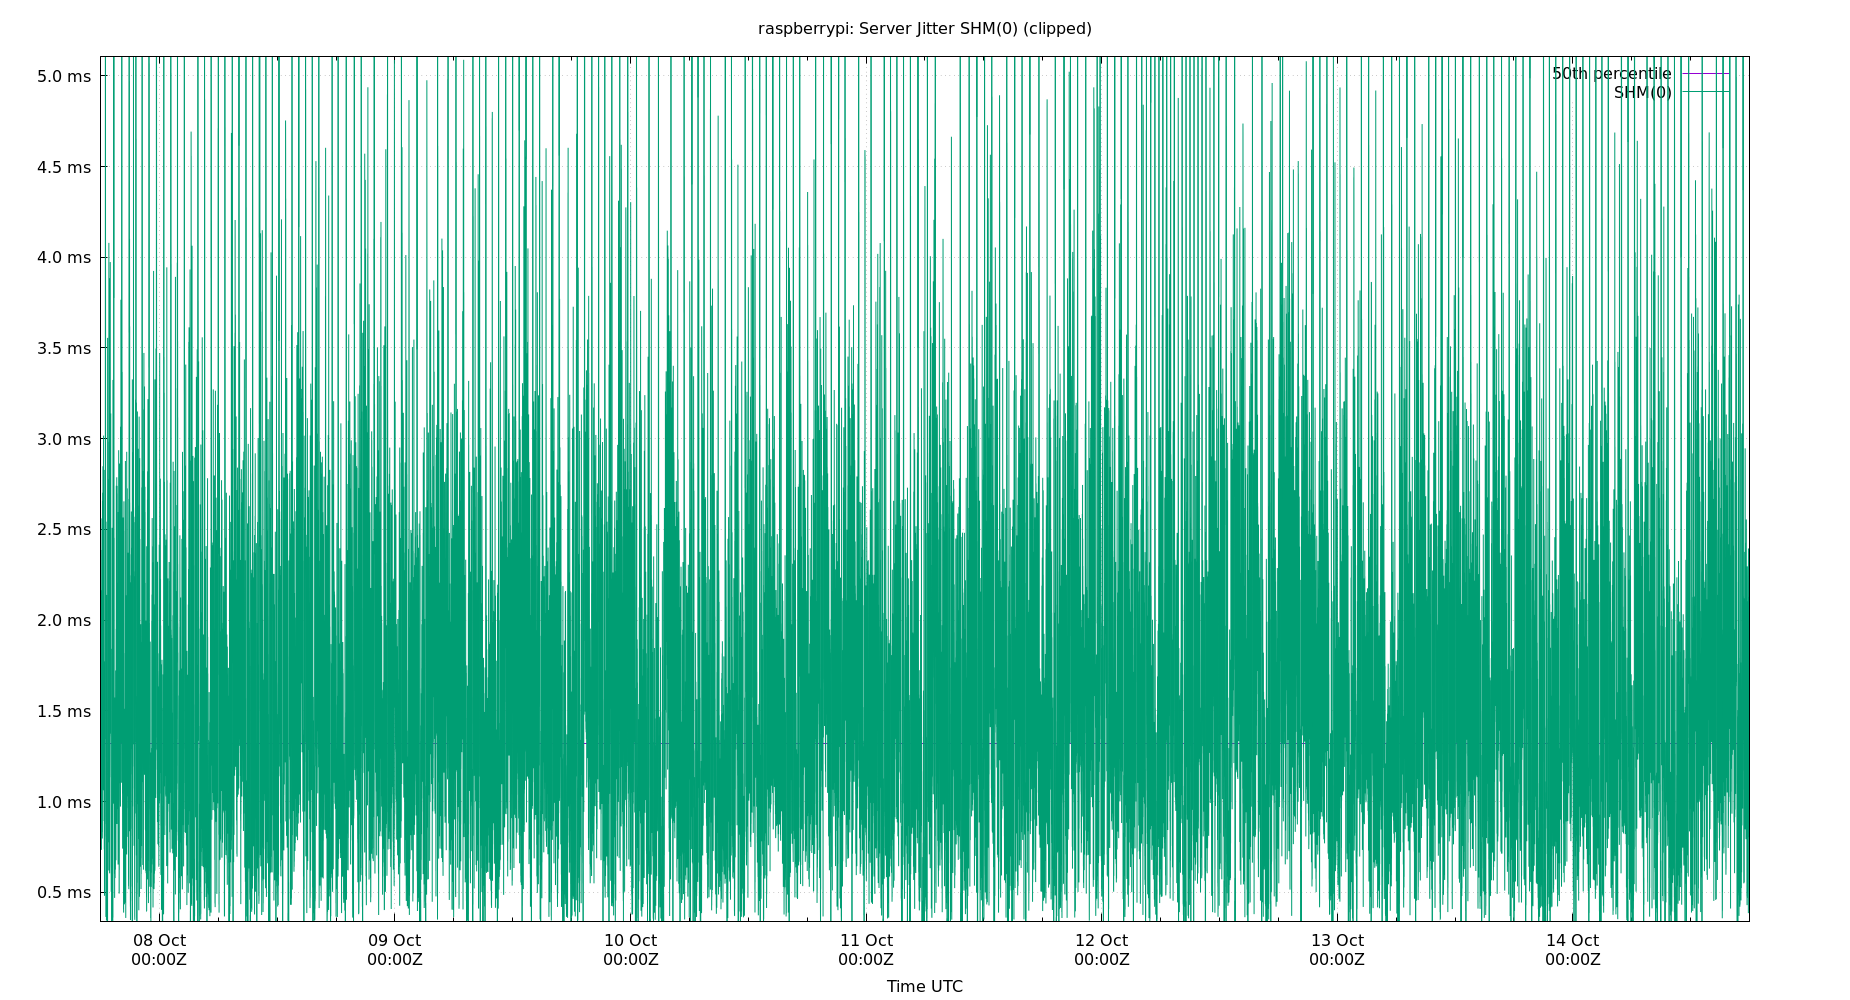 raspberrypi: Server Jitter SHM(0) (clipped)
5.0 ms
50th percentile
SHM(0)
4.5 ms
4.0 ms
3.5 ms
3.0 ms
2.5 ms
2.0 ms
1.5 ms
1.0 ms
0.5 ms
08 Oct 09 Oct 10 Oct 11 Oct 12 Oct 13 Oct 14 Oct
00:00Z 00:00Z 00:00Z 00:00Z 00:00Z 00:00Z 00:00Z
Time UTC